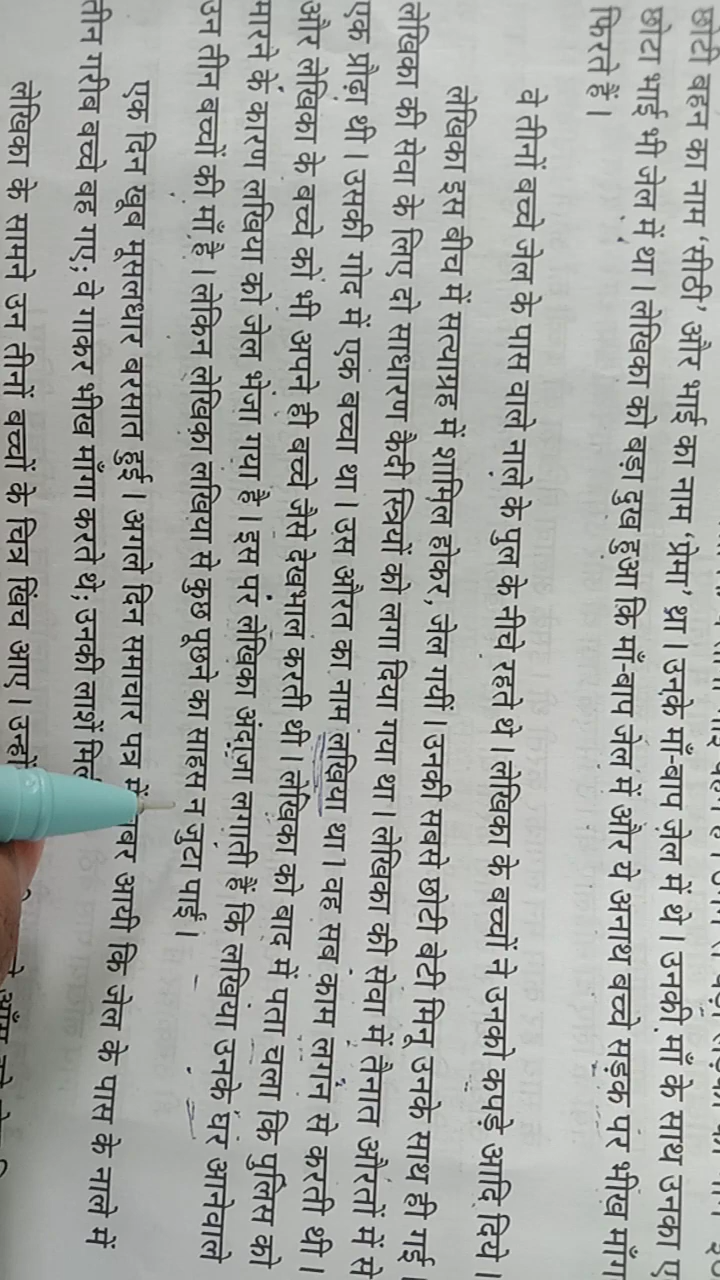 छोटी बहन का नाम 'सीठी' और भाई का नाम 'प्रेमा' था। उनके माँ-बाप जेल में थे। उनकी माँ के साथ उनका ए
छोटा भाई भी जेल में था। लेखिका को बड़ा दुख हुआ कि माँ-बाप जेल में और ये अनाथ बच्चे सड़क पर भीख माँग
फिरते हैं।
वे तीनों बच्चे जेल के पास वाले नाले के पुल के नीचे रहते थे। लेखिका के बच्चों ने उनको कपड़े आदि दिये।
लेखिका इस बीच में सत्याग्रह में शामिल होकर, जेल गयीं। उनकी सबसे छोटी बेटी मिनू उनके साथ ही गई।
लेखिका की सेवा के लिए दो साधारण कैदी स्त्रियों को लगा दिया गया था। लेखिका की सेवा में तैनात औरतों में से
एक प्रौढ़ा थी। उसकी गोद में एक बच्चा था। उस औरत का नाम लखिया था। वह सब काम लगन से करती थी।
और लेखिका के बच्चे को भी अपने ही बच्चे जैसे देखभाल करती थी। लेखिका को बाद में पता चला कि पुलिस को
मारने के कारण लखिया को जेल भेजा गया है। इस पर लेखिका अंदाज़ा लगाती हैं कि लखिया उनके घर आनेवाले
उन तीन बच्चों की माँ है। लेकिन लेखिका लखिया से कुछ पूछने का साहस न जुटा पाई।
एक दिन खूब मूसलधार बरसात हुई। अगले दिन समाचार पत्र में खबर आयी कि जेल के पास के नाले में
तीन गरीब बच्चे बह गए; वे गाकर भीख माँगा करते थे; उनकी लाशें
लेखिका के सामने उन तीनों बच्चों के चित्र खिंच आए।